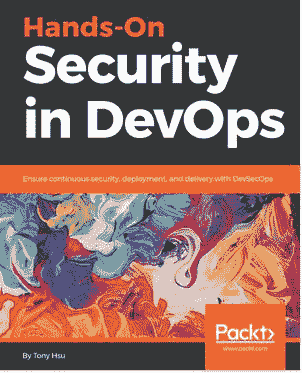 Hands-On
Security
in DevOps
Ensure continuous security, deployment, and delivery with DevSecOps
Packt>
www.packt.com
By Tony Hsu